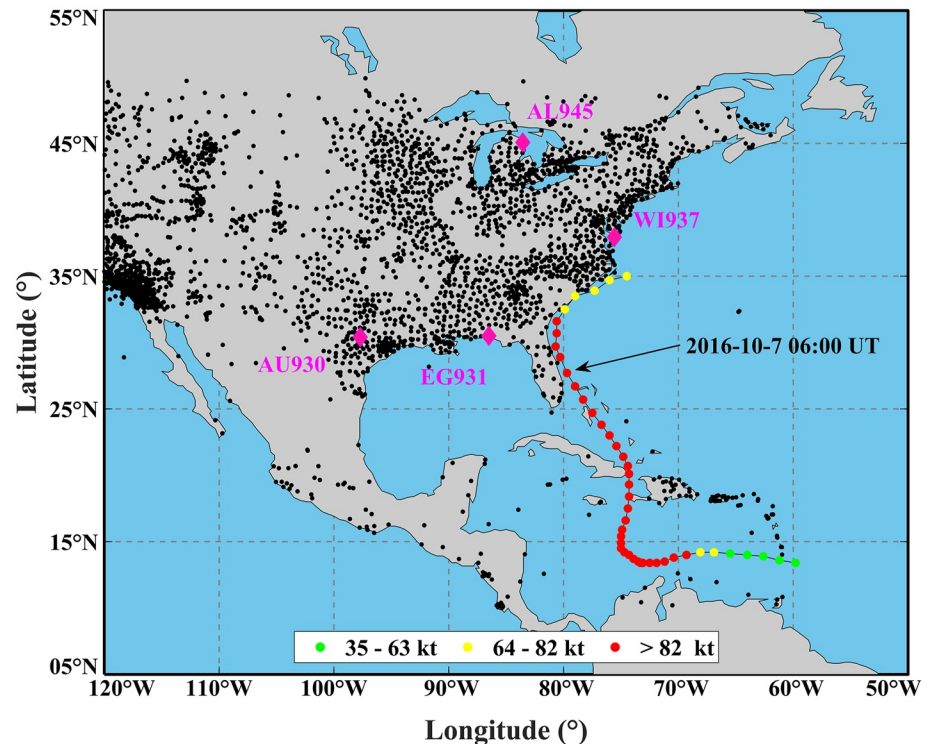 55°N
45°N
35°N
25°N
15°N
05°N
Latitude (°)
AL945
WI937
AU930
EG931
2016-10-7 06:00 UT
35 - 63 kt
64 - 82 kt
> 82 kt
120°W
110°W
100°W
90°W
80°W
70°W
60°W
50°W
Longitude (°)